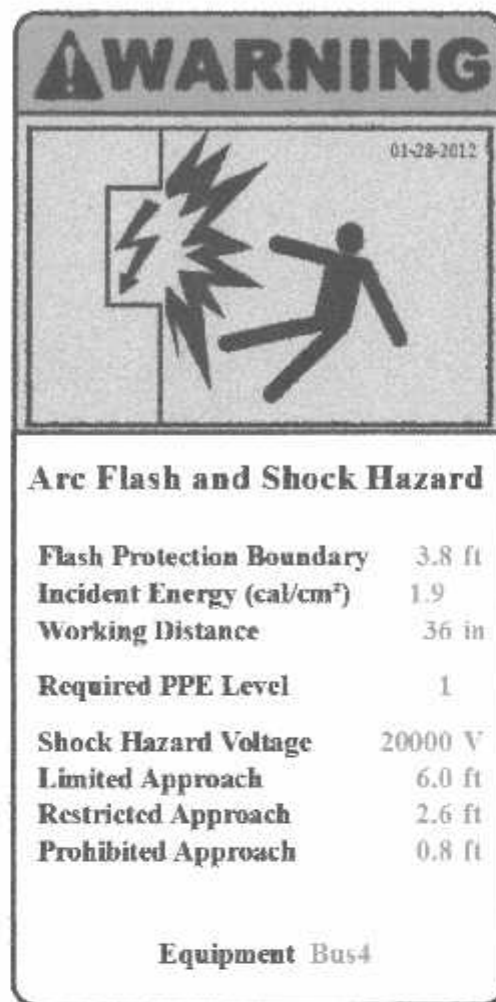 WARNING
01-28-2012
Arc Flash and Shock Hazard
Flash Protection Boundary 3.8 ft
Incident Energy (cal/cm²) 1.9
Working Distance 36 in
Required PPE Level 1
Shock Hazard Voltage 20000 V
Limited Approach 6.0 ft
Restricted Approach 2.6 ft
Prohibited Approach 0.8 ft
Equipment Bus4